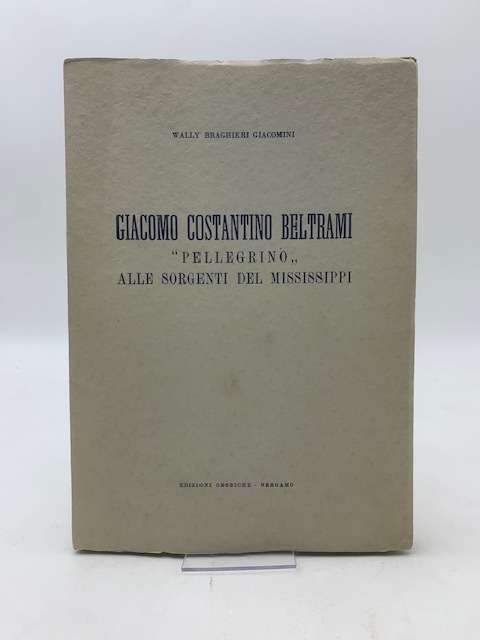 WALLY BRAGHIERI GIACOMINI
GIACOMO COSTANTINO BELTRAMI
“PELLEGRINO„
ALLE SORGENTI DEL MISSISSIPPI
EDIZIONI OROBICHE - BERGAMO